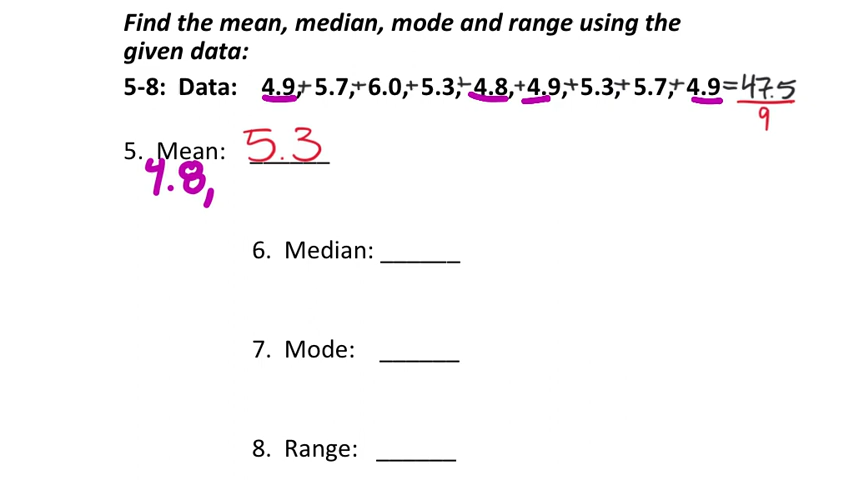 Find the mean, median, mode and range using the
given data:
5-8: Data: 4.9,+ 5.7,+ 6.0,+ 5.3,+ 4.8,+ 4.9,+ 5.3,+ 5.7,+ 4.9 = 47.5
9
5. Mean: 5.3
4.8,
6. Median: ______
7. Mode: ______
8. Range: ______